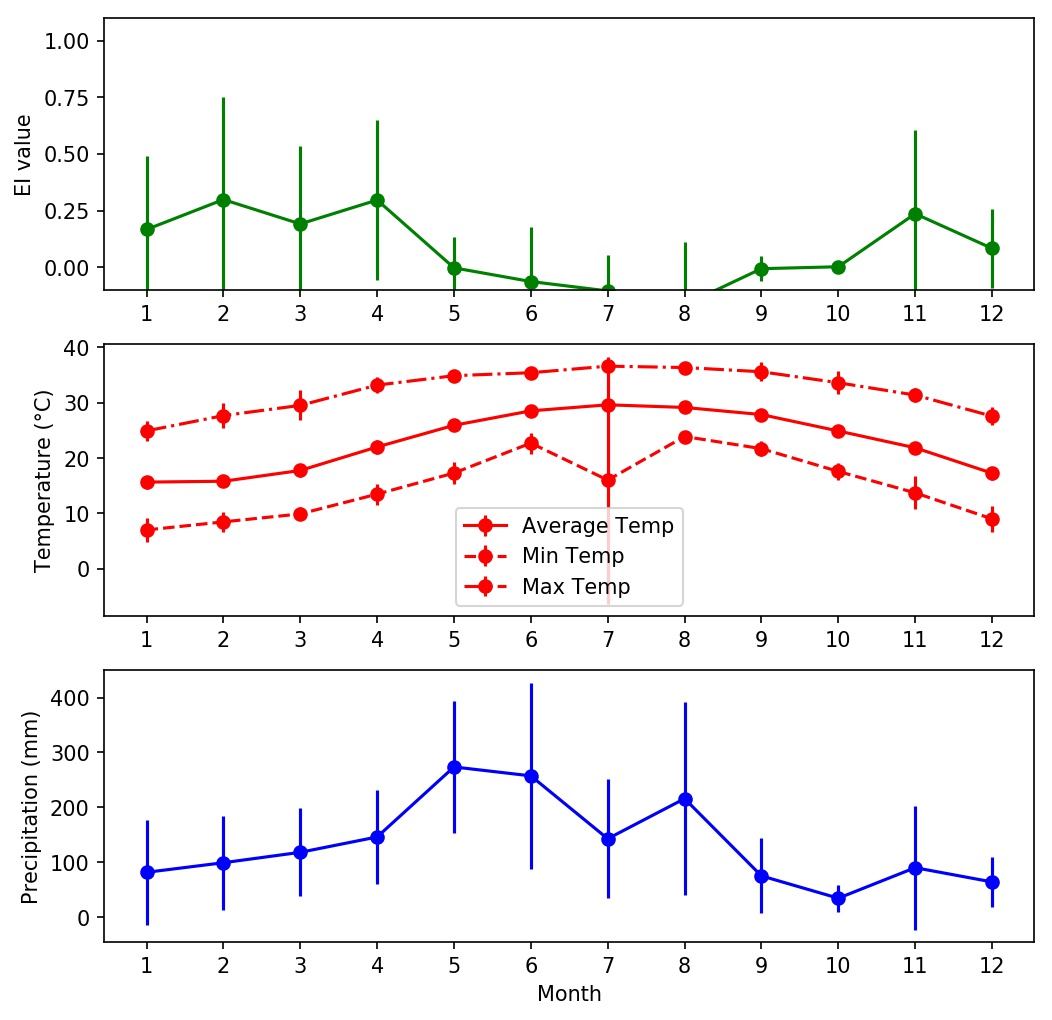 EI value
1.00
0.75
0.50
0.25
0.00
1 2 3 4 5 6 7 8 9 10 11 12
Temperature (°C)
40
30
20
10
0
Average Temp
Min Temp
Max Temp
1 2 3 4 5 6 7 8 9 10 11 12
Precipitation (mm)
400
300
200
100
0
1 2 3 4 5 6 7 8 9 10 11 12
Month